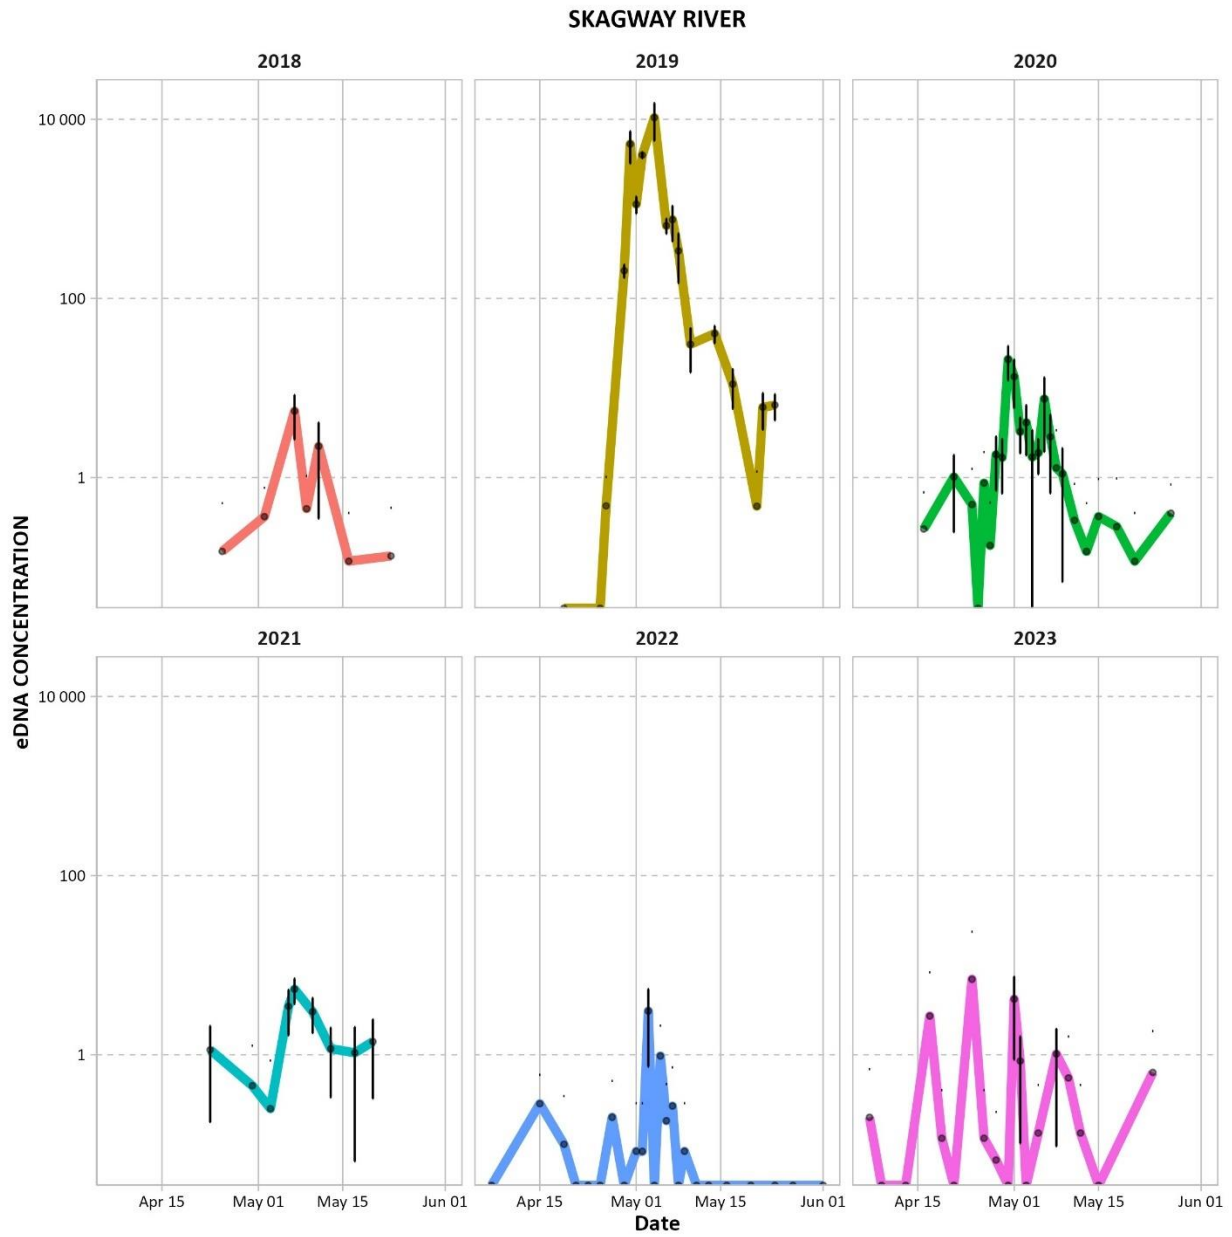 SKAGWAY RIVER
2018 2019 2020
10 000
100
1
2021 2022 2023
10 000
100
1
eDNA CONCENTRATION
Apr 15 May 01 May 15 Jun 01 Apr 15 May 01 May 15 Jun 01 Apr 15 May 01 May 15 Jun 01
Date